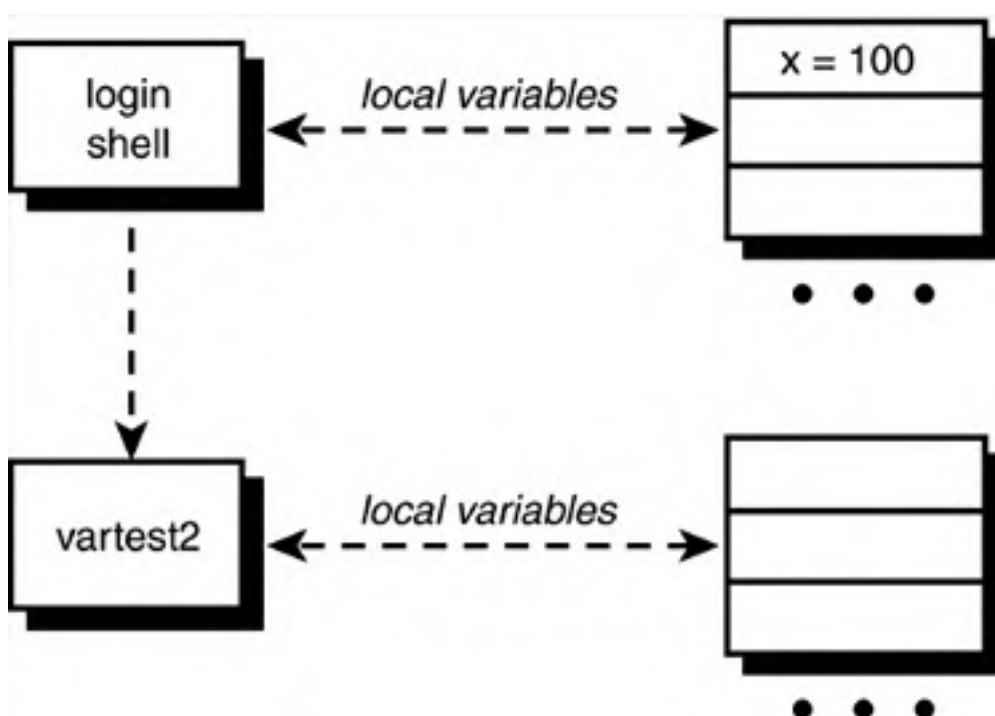 login
shell
local variables
x = 100
vartest2
local variables